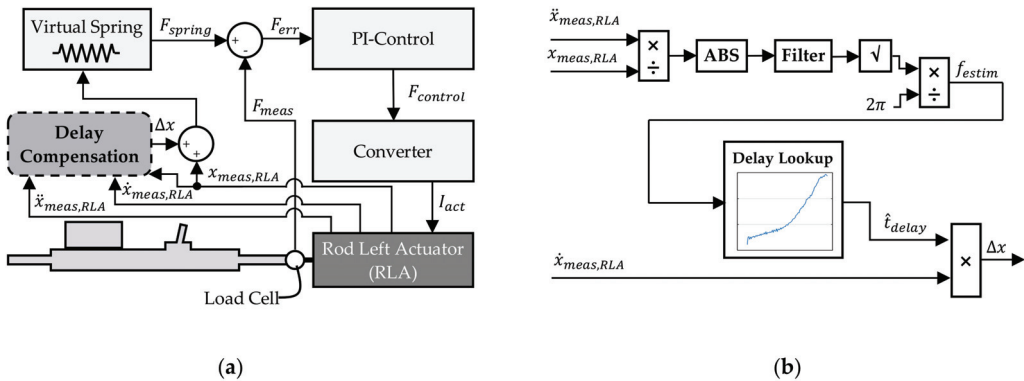 (a)
Virtual Spring
F_spring
+
-
F_err
PI-Control
F_meas
F_control
Delay
Compensation
Δx
+
+
Converter
x_meas,RLA
ẋ_meas,RLA
ẍ_meas,RLA
I_act
Rod Left Actuator
(RLA)
Load Cell
(b)
ẍ_meas,RLA
x_meas,RLA
×
÷
ABS
Filter
√
×
÷
2π
f_estim
Delay Lookup
t̂_delay
ẋ_meas,RLA
×
Δx
(a)
(b)